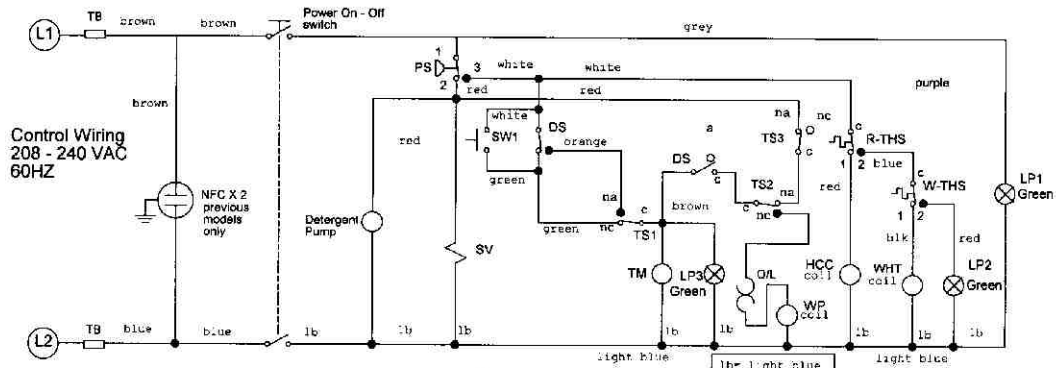 L1
TB
brown
brown
Power On - Off
switch
grey
1
PS
3
2
white
white
purple
red
red
brown
Control Wiring
208 - 240 VAC
60HZ
red
white
SW1
DS
orange
green
a
na
TS3
O
c
nc
c
R-THS
1
2
blue
NFC X 2
previous
models
only
Detergent
Pump
SV
green
na
nc
c
TS1
brown
DS
O
c
TS2
c
na
nc
red
c
W-THS
1
2
blk
red
LP1
Green
TM
LP3
Green
O/L
WP
coil
HCC
coil
WHT
coil
LP2
Green
L2
TB
blue
blue
lb
lb
lb
lb
lb
lb
lb
lb
lb
lb
light blue
lb= light blue
light blue